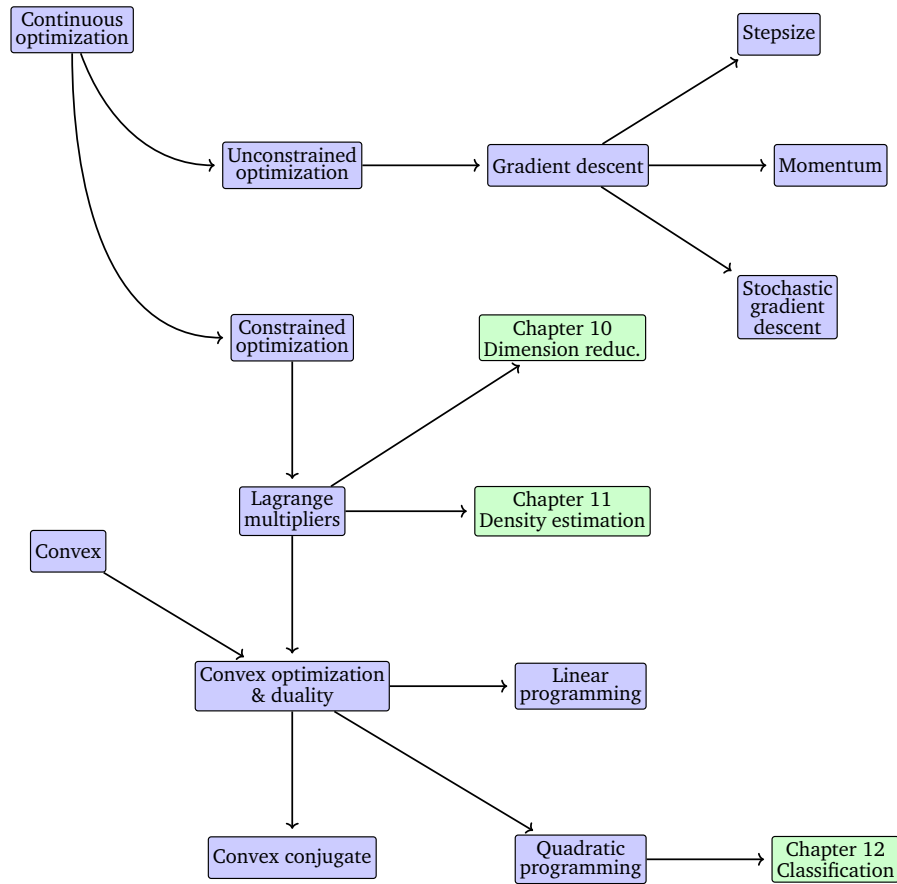 Continuous
optimization
Stepsize
Unconstrained
optimization
Gradient descent
Momentum
Stochastic
gradient
descent
Constrained
optimization
Chapter 10
Dimension reduc.
Lagrange
multipliers
Chapter 11
Density estimation
Convex
Convex optimization
& duality
Linear
programming
Convex conjugate
Quadratic
programming
Chapter 12
Classification